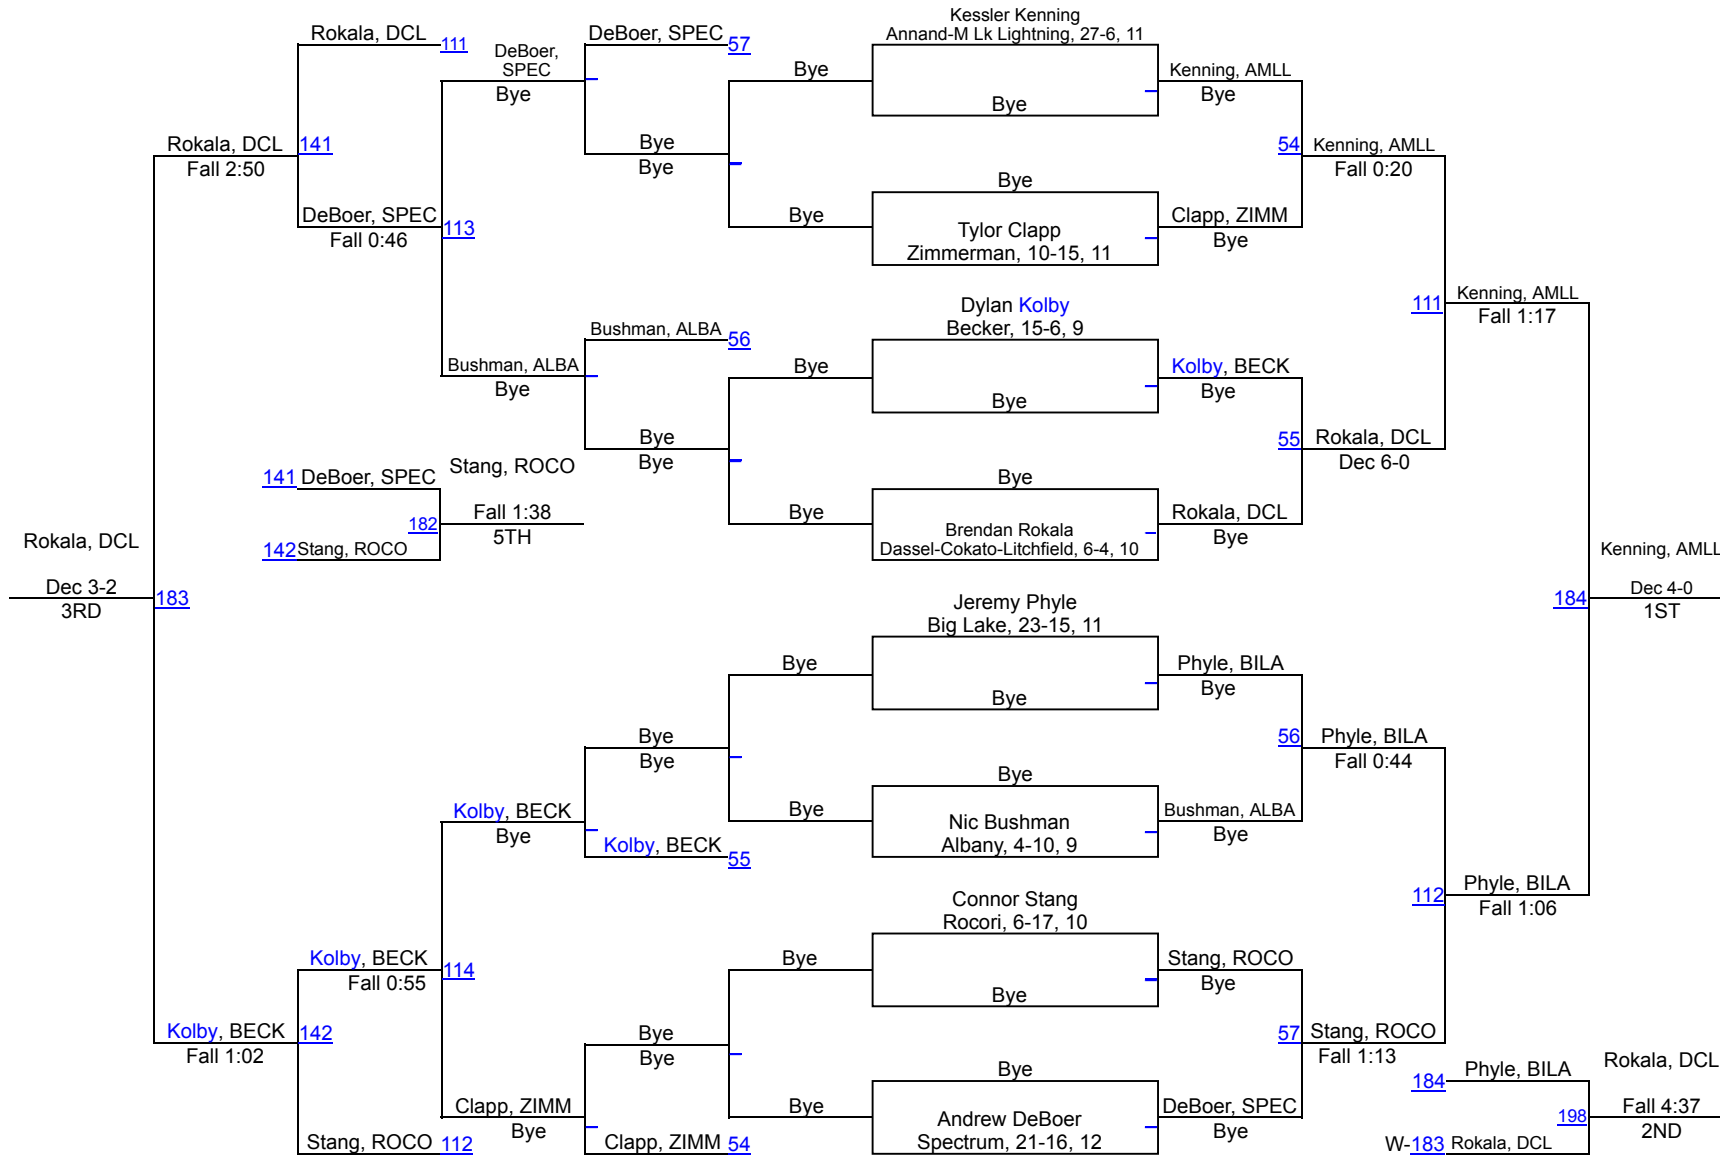 Kessler Kenning
Annand-M Lk Lightning, 27-6, 11
Rokala, DCL
111
DeBoer,
SPEC
Bye
DeBoer, SPEC
57
Bye
Bye
Kenning, AMLL
Bye
Rokala, DCL
Fall 2:50
141
Bye
Bye
54
Kenning, AMLL
Fall 0:20
Bye
DeBoer, SPEC
Fall 0:46
113
Bye
Tylor Clapp
Zimmerman, 10-15, 11
Clapp, ZIMM
Bye
Dylan Kolby
Becker, 15-6, 9
111
Kenning, AMLL
Fall 1:17
Bushman, ALBA
56
Bushman, ALBA
Bye
Bye
Bye
Kolby, BECK
Bye
Bye
Bye
55
Rokala, DCL
Dec 6-0
141
DeBoer, SPEC
Stang, ROCO
Bye
182
Fall 1:38
5TH
142
Stang, ROCO
Bye
Brendan Rokala
Dassel-Cokato-Litchfield, 6-4, 10
Rokala, DCL
Bye
Rokala, DCL
Dec 3-2
3RD
183
Kenning, AMLL
184
Dec 4-0
1ST
Jeremy Phyle
Big Lake, 23-15, 11
Bye
Bye
Phyle, BILA
Bye
Bye
Bye
56
Phyle, BILA
Fall 0:44
Bye
Kolby, BECK
Bye
Kolby, BECK
55
Bye
Nic Bushman
Albany, 4-10, 9
Bushman, ALBA
Bye
112
Phyle, BILA
Fall 1:06
Connor Stang
Rocori, 6-17, 10
Kolby, BECK
Fall 0:55
114
Bye
Bye
Stang, ROCO
Bye
Kolby, BECK
Fall 1:02
142
Bye
Bye
57
Stang, ROCO
Fall 1:13
Bye
184
Phyle, BILA
Rokala, DCL
Clapp, ZIMM
Bye
Bye
Andrew DeBoer
Spectrum, 21-16, 12
DeBoer, SPEC
Bye
198
Fall 4:37
2ND
Stang, ROCO
112
Clapp, ZIMM
54
W-183
Rokala, DCL